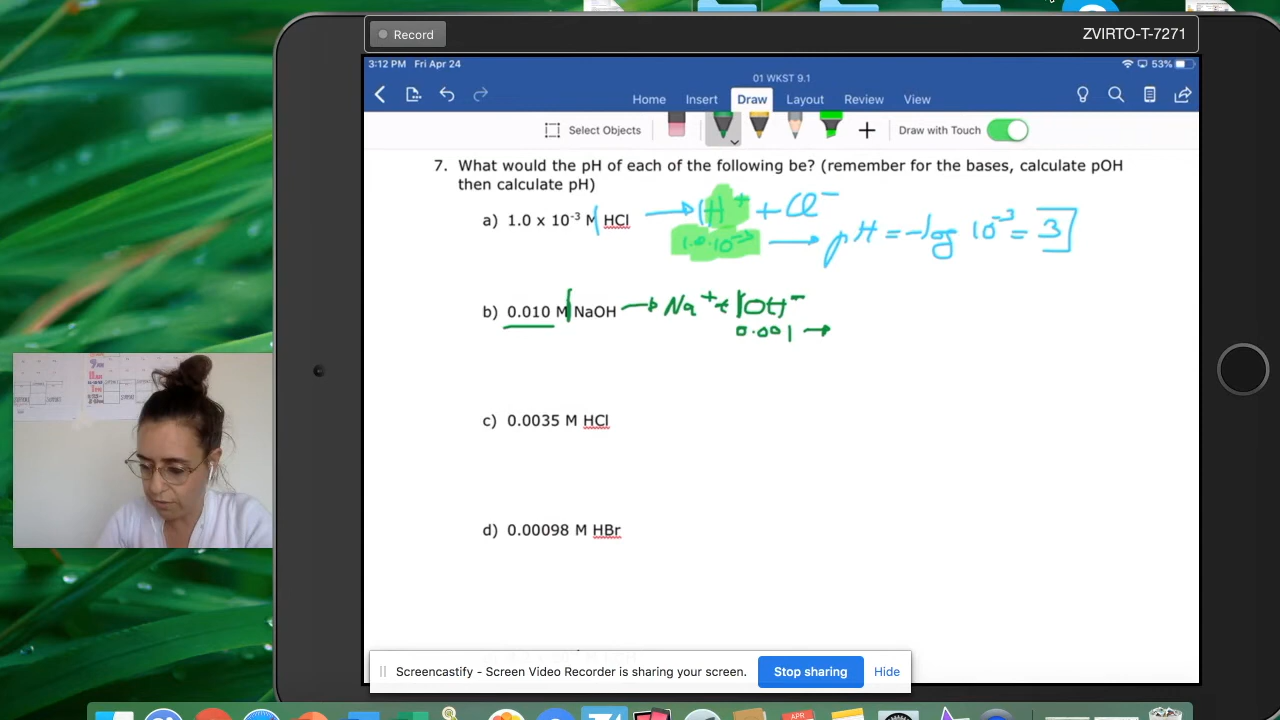 Record
ZVIRTO-T-7271
3:12 PM Fri Apr 24
53%
01 WKST 9.1
Home Insert Draw Layout Review View
Select Objects
Draw with Touch
7. What would the pH of each of the following be? (remember for the bases, calculate pOH
then calculate pH)
a) 1.0 x 10⁻³ M HCl → H⁺ + Cl⁻
1.0·10⁻³ → pH = -log 10⁻³ = 3
b) 0.010 M NaOH → Na⁺ + OH⁻
0.001 →
c) 0.0035 M HCl
d) 0.00098 M HBr
Screencastify - Screen Video Recorder is sharing your screen.
Stop sharing
Hide
APR